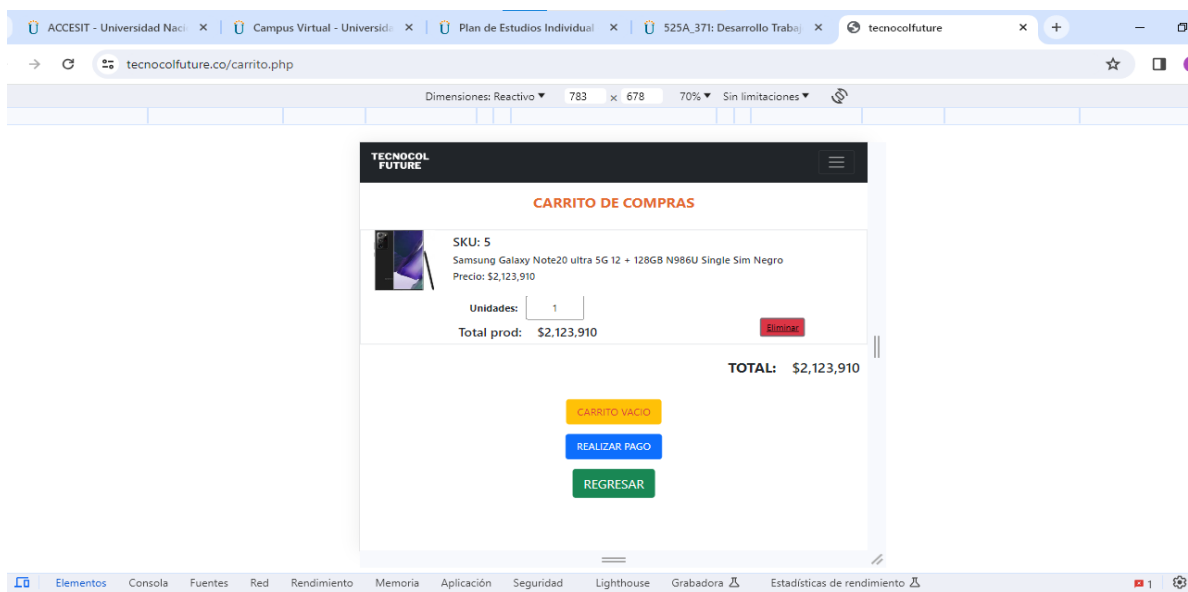 ACCESIT - Universidad Naci
Campus Virtual - Universida
Plan de Estudios Individual
525A_371: Desarrollo Trabaj
tecnocolfuture
tecnocolfuture.co/carrito.php
Dimensiones: Reactivo ▼ 783 × 678 70% ▼ Sin limitaciones ▼
TECNOCOL
FUTURE
CARRITO DE COMPRAS
SKU: 5
Samsung Galaxy Note20 ultra 5G 12 + 128GB N986U Single Sim Negro
Precio: $2,123,910
Unidades: 1
Total prod: $2,123,910
Eliminar
TOTAL: $2,123,910
CARRITO VACIO
REALIZAR PAGO
REGRESAR
Elementos Consola Fuentes Red Rendimiento Memoria Aplicación Seguridad Lighthouse Grabadora Estadísticas de rendimiento 1